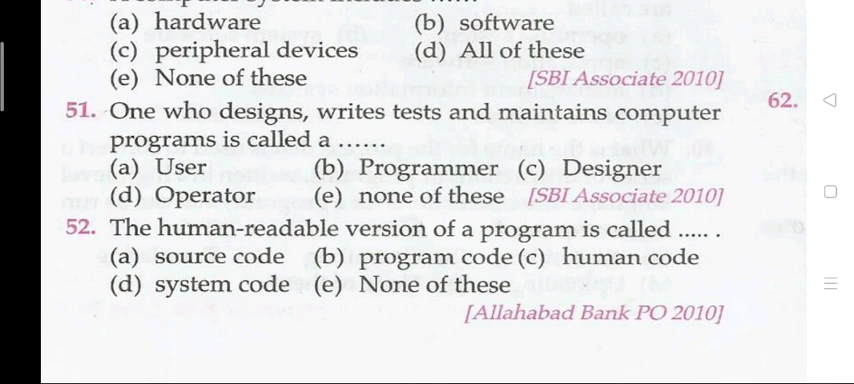 (a) hardware (b) software
(c) peripheral devices (d) All of these
(e) None of these [SBI Associate 2010]
51. One who designs, writes tests and maintains computer
programs is called a .......
(a) User (b) Programmer (c) Designer
(d) Operator (e) none of these [SBI Associate 2010]
52. The human-readable version of a program is called ..... .
(a) source code (b) program code (c) human code
(d) system code (e) None of these
[Allahabad Bank PO 2010]
62.